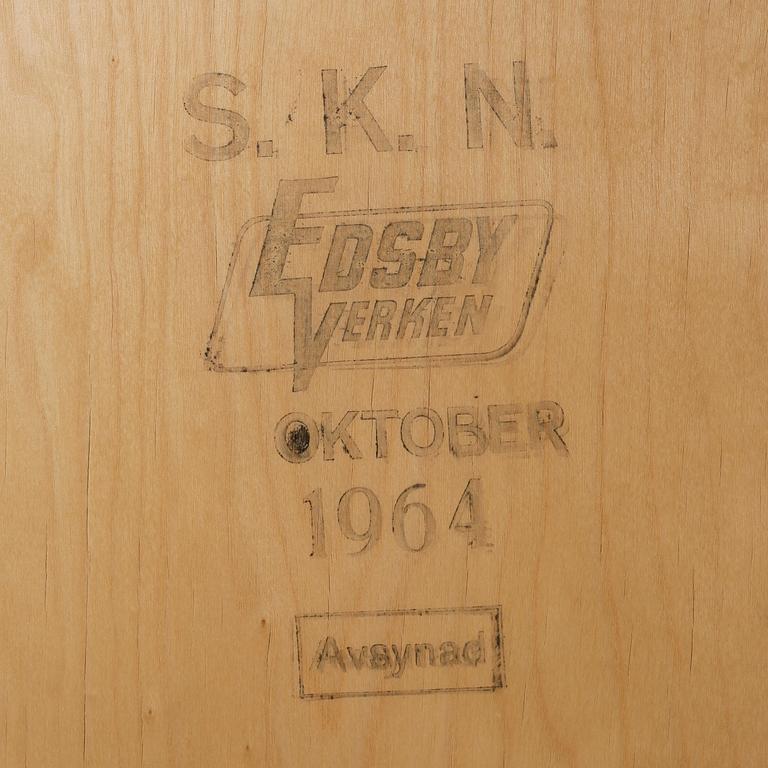 S. K. N.
EDSBY
VERKEN
OKTOBER
1964
Avsynad